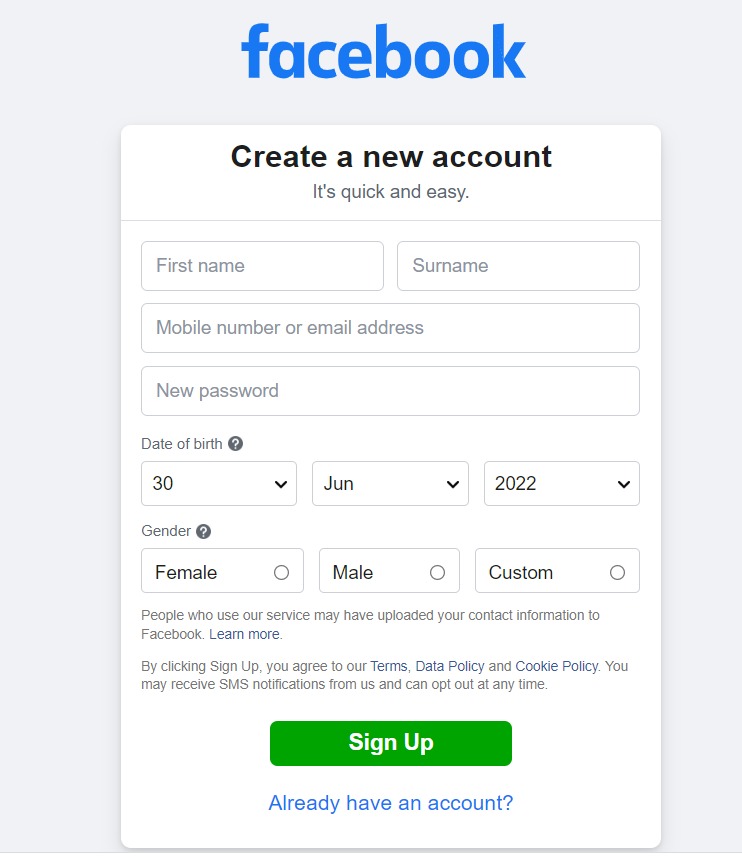 facebook
Create a new account
It's quick and easy.
First name
Surname
Mobile number or email address
New password
Date of birth ?
30
Jun
2022
Gender ?
Female
Male
Custom
People who use our service may have uploaded your contact information to
Facebook. Learn more.
By clicking Sign Up, you agree to our Terms, Data Policy and Cookie Policy. You
may receive SMS notifications from us and can opt out at any time.
Sign Up
Already have an account?